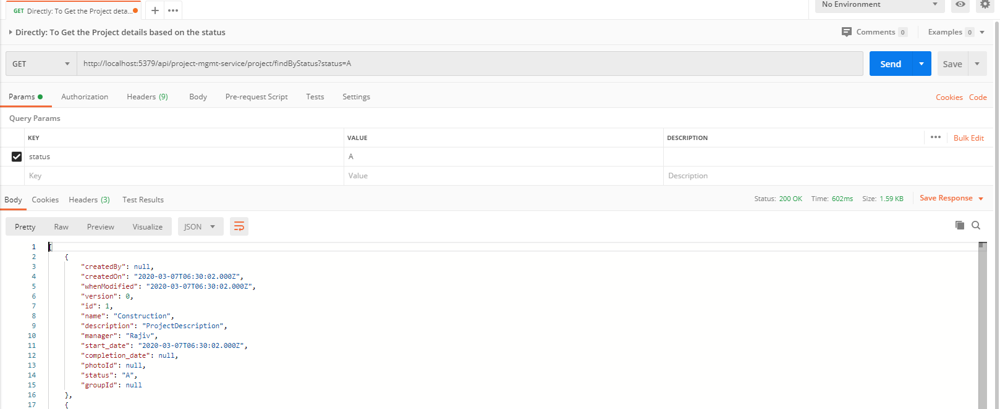 GET Directly: To Get the Project deta... + •••
No Environment
Directly: To Get the Project details based on the status
Comments 0 Examples 0
GET http://localhost:5379/api/project-mgmt-service/project/findByStatus?status=A Send Save
Params Authorization Headers (9) Body Pre-request Script Tests Settings Cookies Code
Query Params
KEY VALUE DESCRIPTION ••• Bulk Edit
status A
Key Value Description
Body Cookies Headers (3) Test Results Status: 200 OK Time: 602ms Size: 1.59 KB Save Response
Pretty Raw Preview Visualize JSON
1 [
2 {
3 "createdBy": null,
4 "createdOn": "2020-03-07T06:30:02.000Z",
5 "whenModified": "2020-03-07T06:30:02.000Z",
6 "version": 0,
7 "id": 1,
8 "name": "Construction",
9 "description": "ProjectDescription",
10 "manager": "Rajiv",
11 "start_date": "2020-03-07T06:30:02.000Z",
12 "completion_date": null,
13 "photoId": null,
14 "status": "A",
15 "groupId": null
16 },
17 {